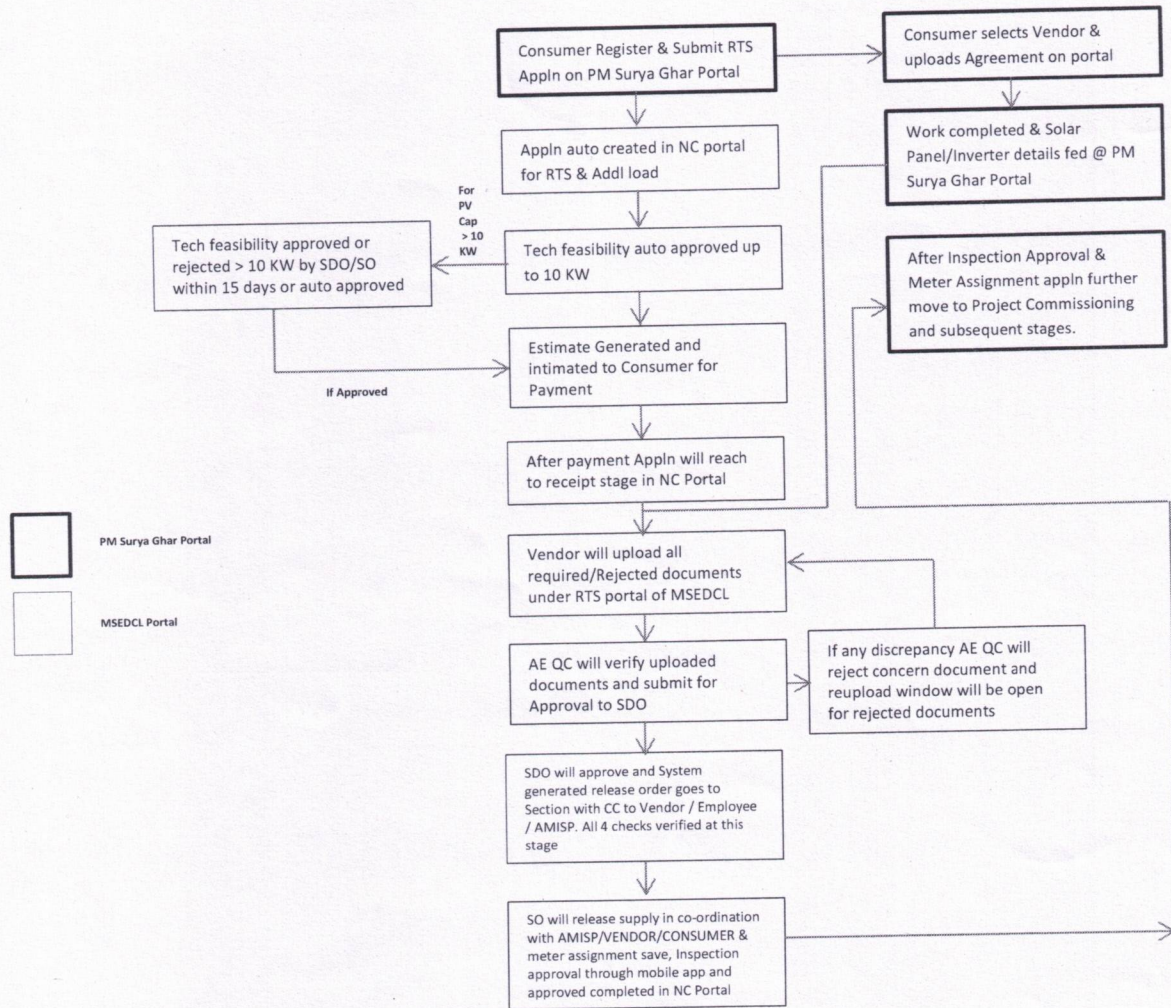 Consumer Register & Submit RTS
Appln on PM Surya Ghar Portal
Consumer selects Vendor &
uploads Agreement on portal
Appln auto created in NC portal
for RTS & Addl load
Work completed & Solar
Panel/Inverter details fed @ PM
Surya Ghar Portal
For
PV
Cap
> 10
KW
Tech feasibility approved or
rejected > 10 KW by SDO/SO
within 15 days or auto approved
Tech feasibility auto approved up
to 10 KW
After Inspection Approval &
Meter Assignment appln further
move to Project Commissioning
and subsequent stages.
If Approved
Estimate Generated and
intimated to Consumer for
Payment
After payment Appln will reach
to receipt stage in NC Portal
PM Surya Ghar Portal
MSEDCL Portal
Vendor will upload all
required/Rejected documents
under RTS portal of MSEDCL
AE QC will verify uploaded
documents and submit for
Approval to SDO
If any discrepancy AE QC will
reject concern document and
reupload window will be open
for rejected documents
SDO will approve and System
generated release order goes to
Section with CC to Vendor / Employee
/ AMISP. All 4 checks verified at this
stage
SO will release supply in co-ordination
with AMISP/VENDOR/CONSUMER &
meter assignment save, Inspection
approval through mobile app and
approved completed in NC Portal